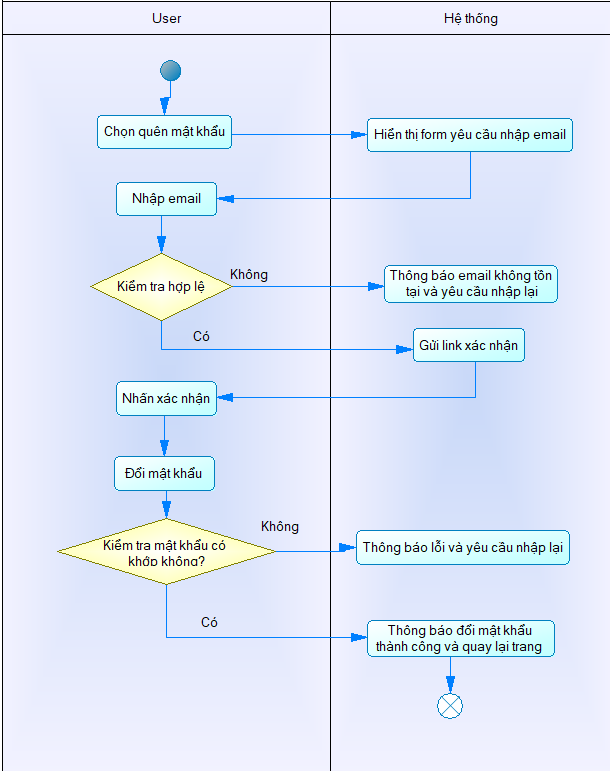 User
Hệ thống
Chọn quên mật khẩu
Hiển thị form yêu cầu nhập email
Nhập email
Kiểm tra hợp lệ
Không
Thông báo email không tồn
tại và yêu cầu nhập lại
Có
Gửi link xác nhận
Nhấn xác nhận
Đổi mật khẩu
Kiểm tra mật khẩu có
khớp không?
Không
Thông báo lỗi và yêu cầu nhập lại
Có
Thông báo đổi mật khẩu
thành công và quay lại trang